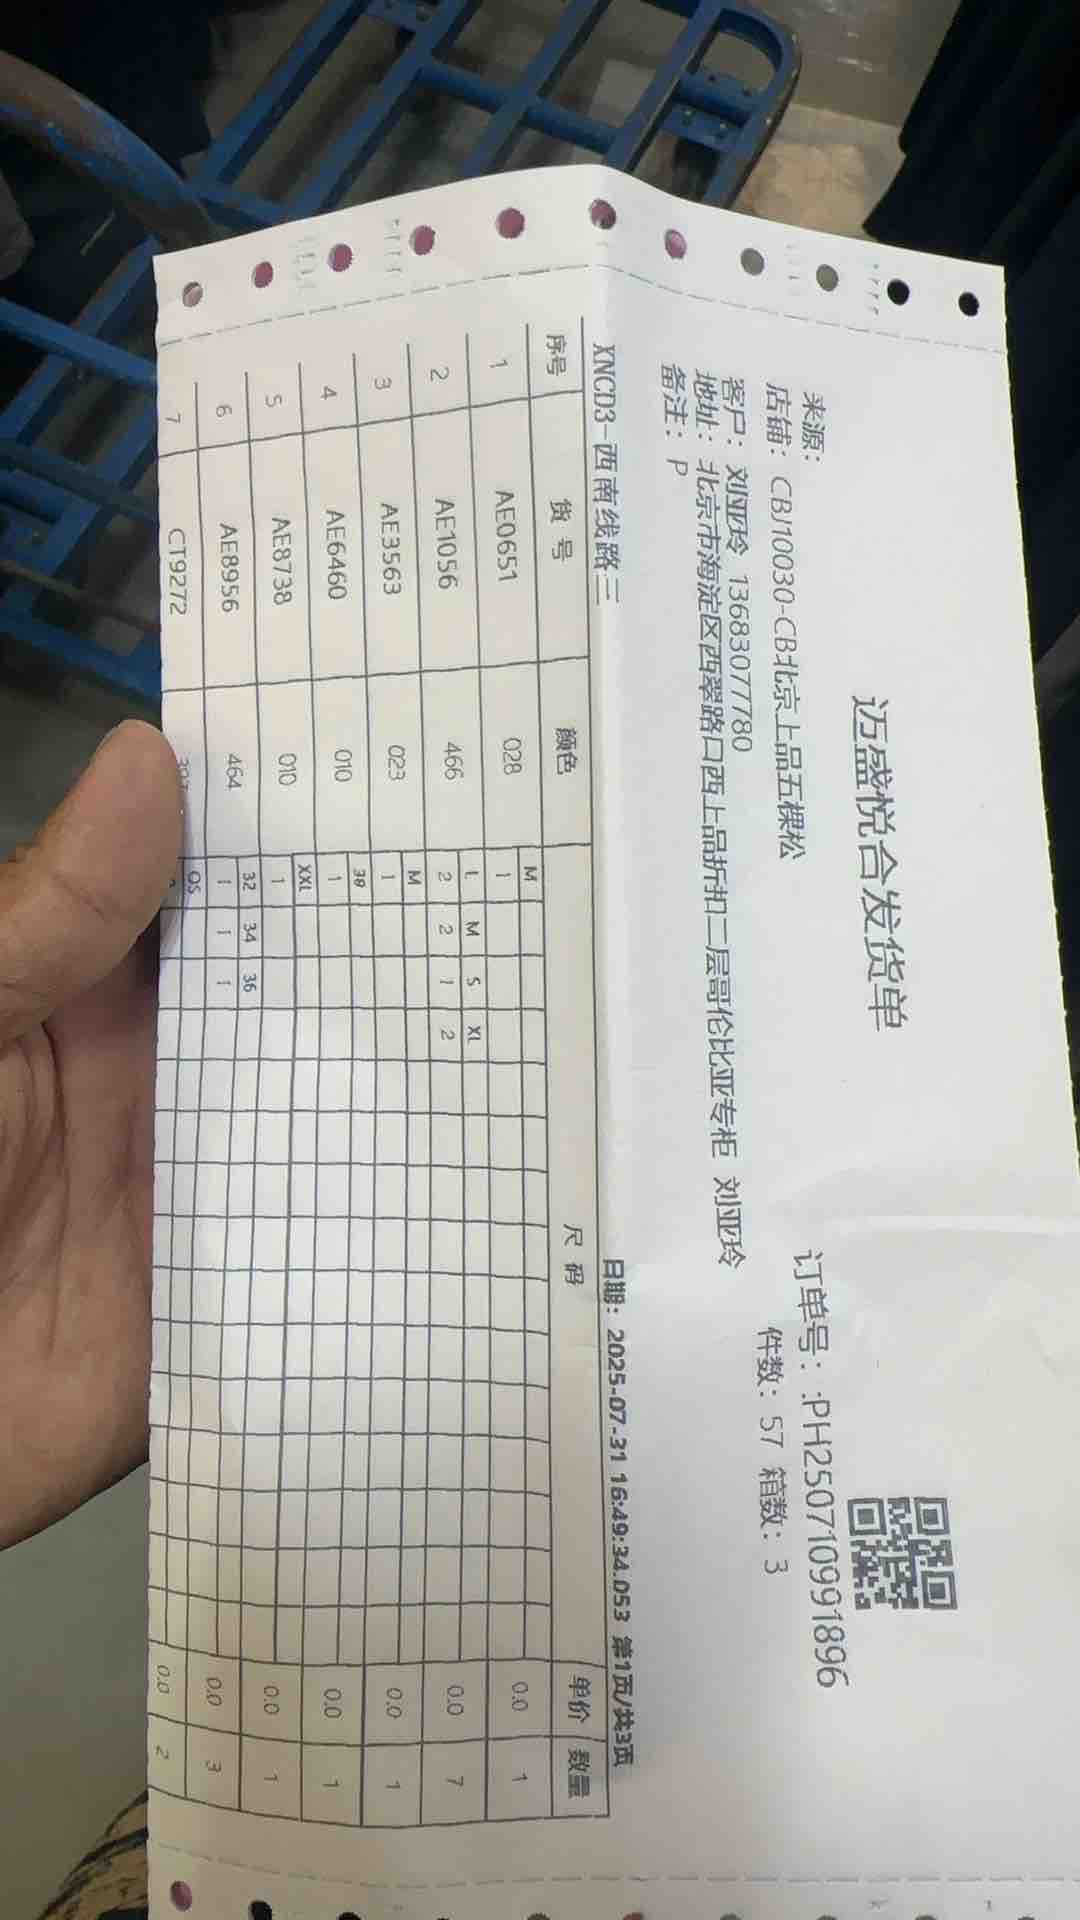 迈盛悦合发货单
来源:
订单号: :PH250710991896
店铺: CBJ10030-CB北京上品五棵松
件数: 57 箱数: 3
客户: 刘亚玲 13683077780
地址: 北京市海淀区西翠路口西上品折扣二层哥伦比亚专柜 刘亚玲
备注: P
XNCD3-西南线路三
日期: 2025-07-31 16:49:34.053 第1页/共3页
序号 货号 颜色 尺码 单价 数量
M
1 AE0651 028 1 0.0 1
L M S XL
2 AE1056 466 2 2 1 2 0.0 7
M
3 AE3563 023 1 0.0 1
38
4 AE6460 010 1 0.0 1
XXL
5 AE8738 010 1 0.0 1
32 34 36
6 AE8956 464 1 1 1 0.0 3
OS
7 CT9272 0.0 2